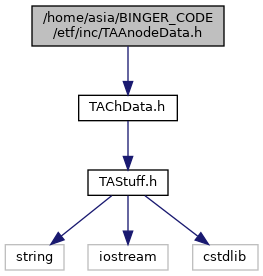 /home/asia/BINGER_CODE
/etf/inc/TAAnodeData.h
TAChData.h
TAStuff.h
string
iostream
cstdlib